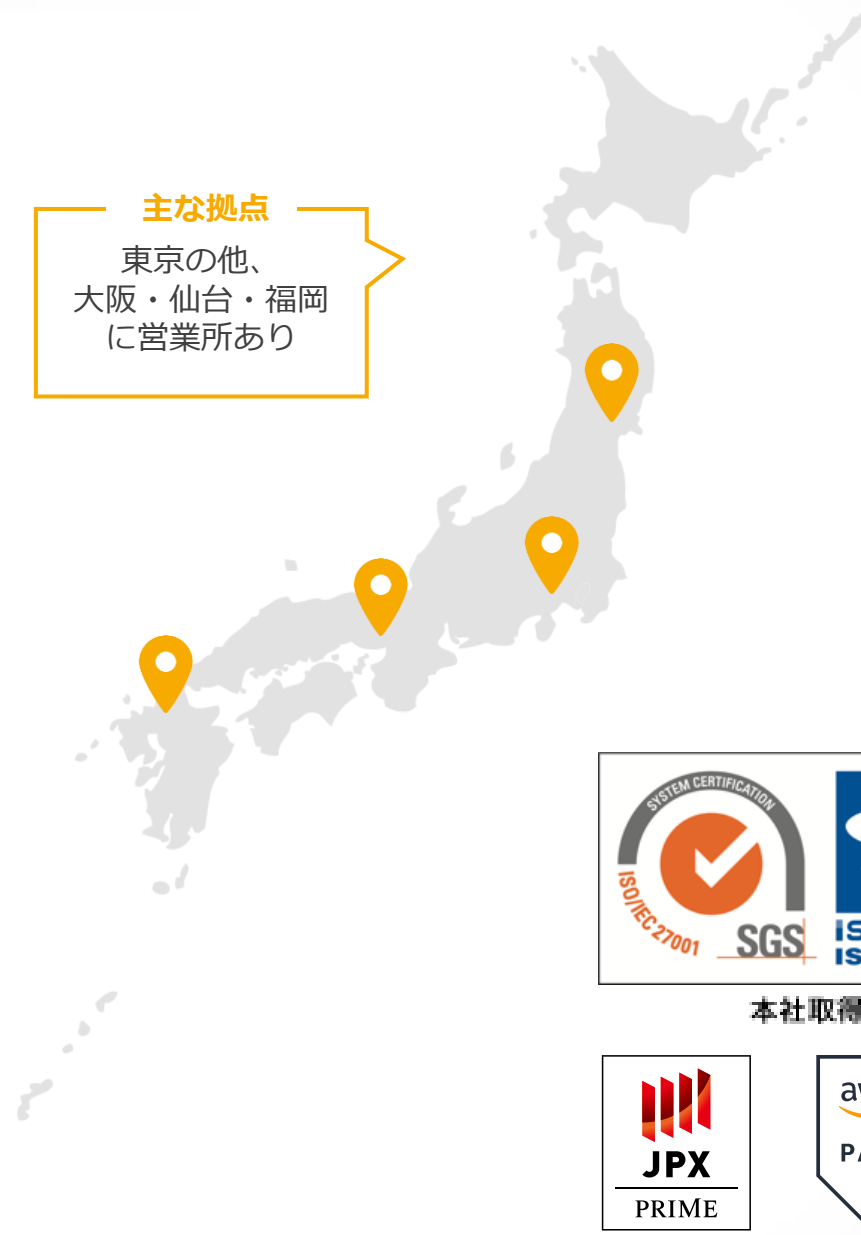 主な拠点
東京の他、
大阪・仙台・福岡
に営業所あり
SYSTEM CERTIFICATION
ISO/IEC 27001
SGS
本社取得
JPX
PRIME